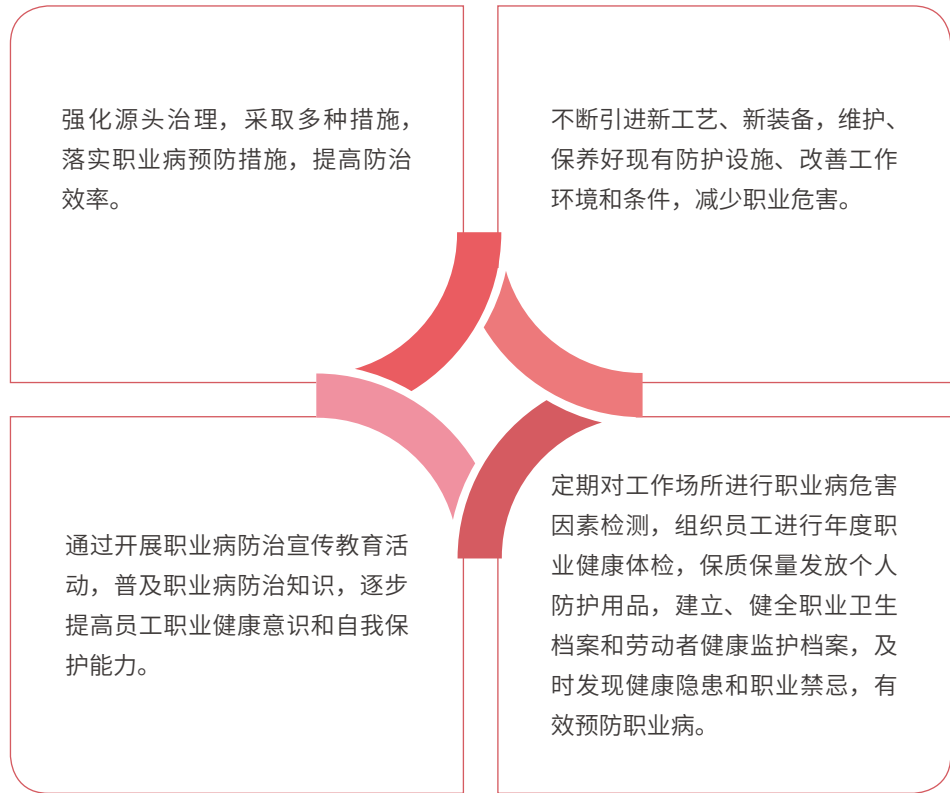 强化源头治理，采取多种措施，
落实职业病预防措施，提高防治
效率。
不断引进新工艺、新装备，维护、
保养好现有防护设施、改善工作
环境和条件，减少职业危害。
通过开展职业病防治宣传教育活
动，普及职业病防治知识，逐步
提高员工职业健康意识和自我保
护能力。
定期对工作场所进行职业病危害
因素检测，组织员工进行年度职
业健康体检，保质保量发放个人
防护用品，建立、健全职业卫生
档案和劳动者健康监护档案，及
时发现健康隐患和职业禁忌，有
效预防职业病。